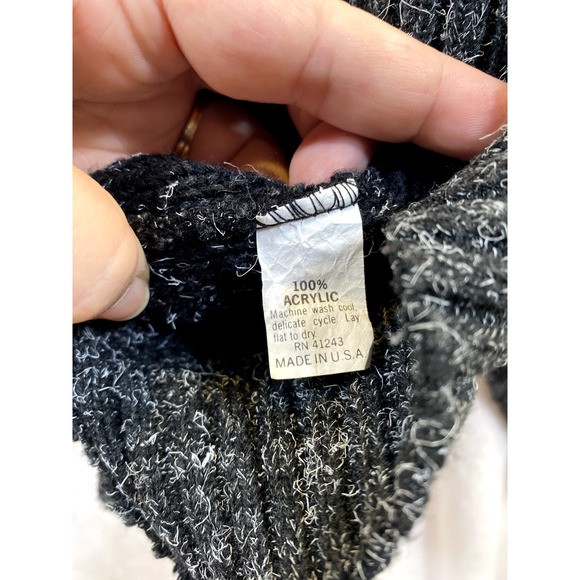 100%
ACRYLIC
Machine wash cool,
delicate cycle. Lay
flat to dry.
RN 41243
MADE IN U.S.A.